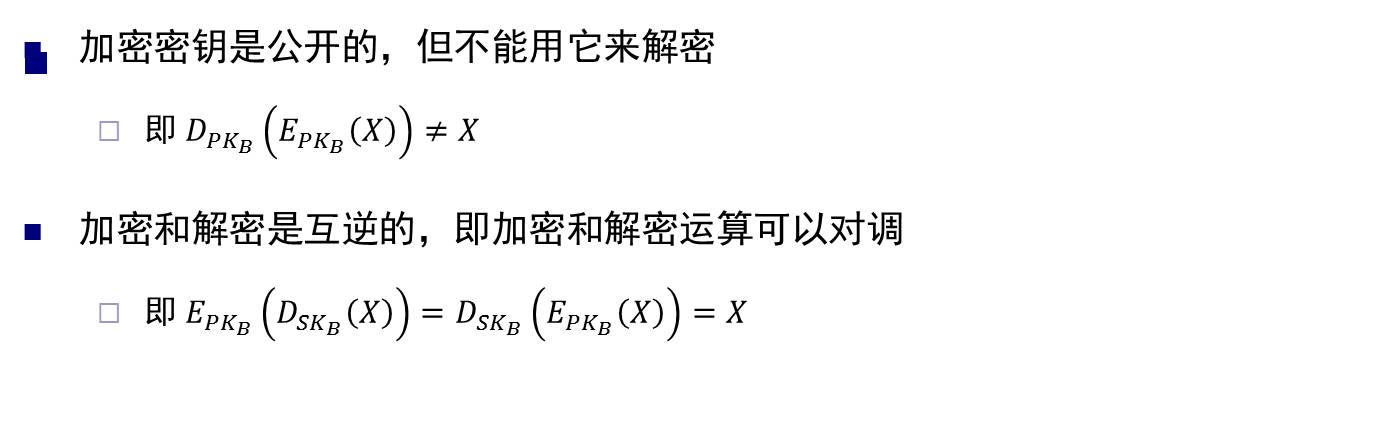 加密密钥是公开的，但不能用它来解密
即 D_{PK_B}(E_{PK_B}(X)) ≠ X
加密和解密是互逆的，即加密和解密运算可以对调
即 E_{PK_B}(D_{SK_B}(X)) = D_{SK_B}(E_{PK_B}(X)) = X